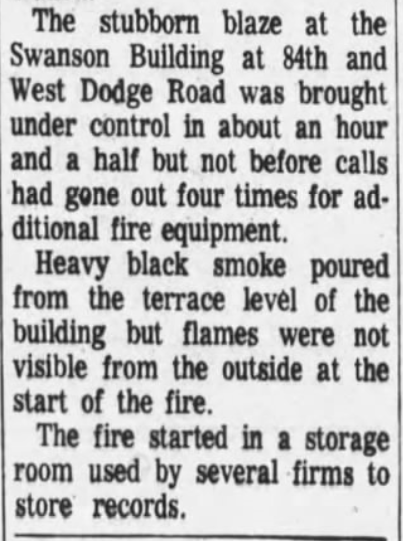 The stubborn blaze at the
Swanson Building at 84th and
West Dodge Road was brought
under control in about an hour
and a half but not before calls
had gone out four times for ad-
ditional fire equipment.
Heavy black smoke poured
from the terrace level of the
building but flames were not
visible from the outside at the
start of the fire.
The fire started in a storage
room used by several firms to
store records.